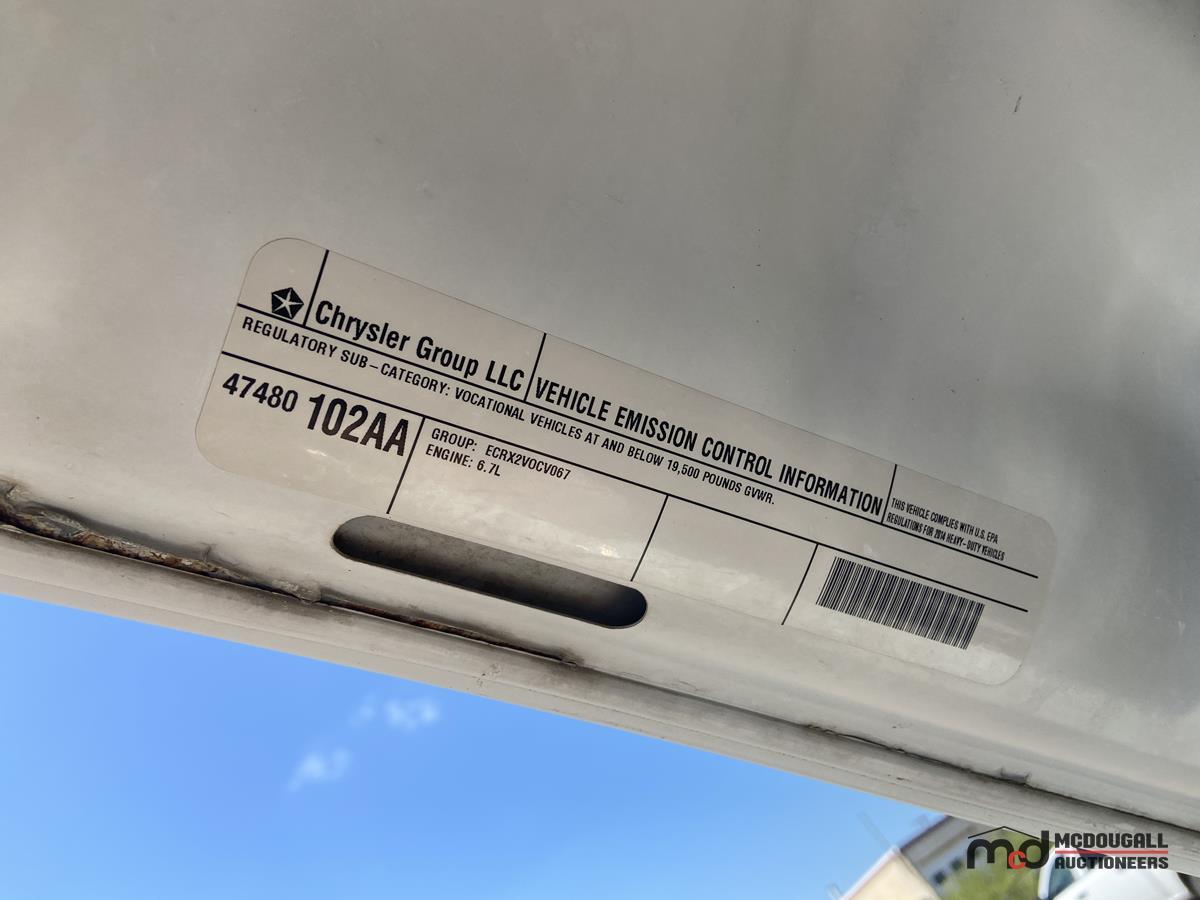 Chrysler Group LLC
VEHICLE EMISSION CONTROL INFORMATION
THIS VEHICLE COMPLIES WITH U.S. EPA
REGULATIONS FOR 2014 HEAVY-DUTY VEHICLES
REGULATORY SUB-CATEGORY: VOCATIONAL VEHICLES AT AND BELOW 19,500 POUNDS GVWR.
47480 102AA
GROUP: ECRX2VOCV067
ENGINE: 6.7L
mcd MCDOUGALL
AUCTIONEERS